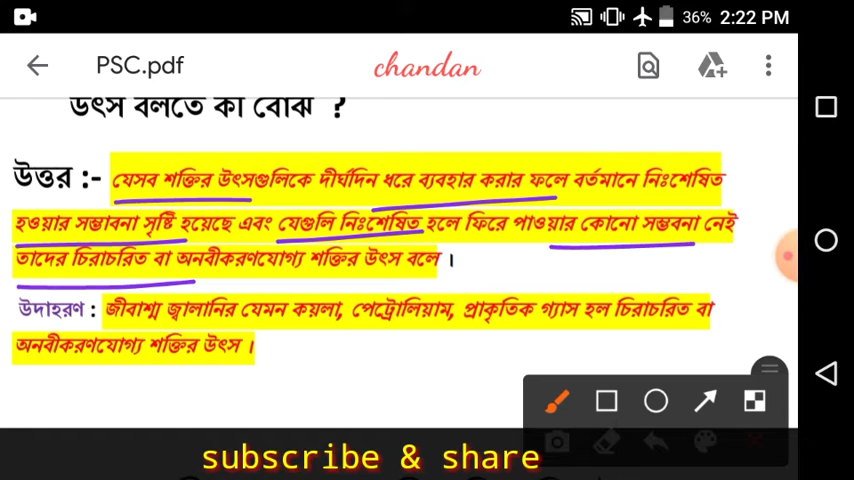 36% 2:22 PM
PSC.pdf chandan
উৎস বলতে কী বোঝ ?
উত্তর :- যেসব শক্তির উৎসগুলিকে দীর্ঘদিন ধরে ব্যবহার করার ফলে বর্তমানে নিঃশেষিত
হওয়ার সম্ভাবনা সৃষ্টি হয়েছে এবং যেগুলি নিঃশেষিত হলে ফিরে পাওয়ার কোনো সম্ভবনা নেই
তাদের চিরাচরিত বা অনবীকরণযোগ্য শক্তির উৎস বলে ।
উদাহরণ : জীবাশ্ম জ্বালানির যেমন কয়লা, পেট্রোলিয়াম, প্রাকৃতিক গ্যাস হল চিরাচরিত বা
অনবীকরণযোগ্য শক্তির উৎস ।
subscribe & share